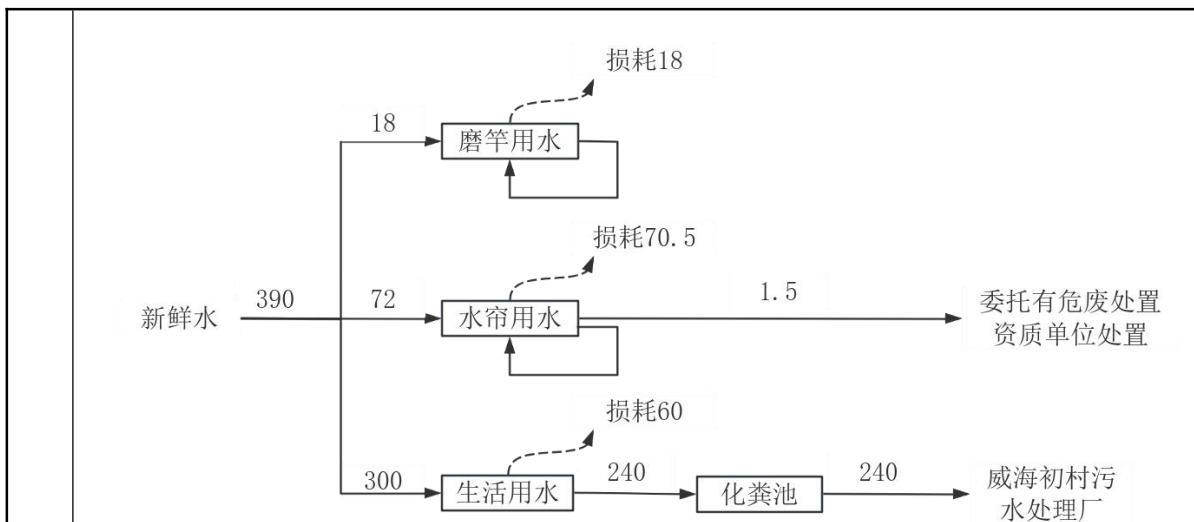 损耗18
18
磨竿用水
损耗70.5
新鲜水
390
72
水帘用水
1.5
委托有危废处置
资质单位处置
损耗60
300
生活用水
240
化粪池
240
威海初村污
水处理厂